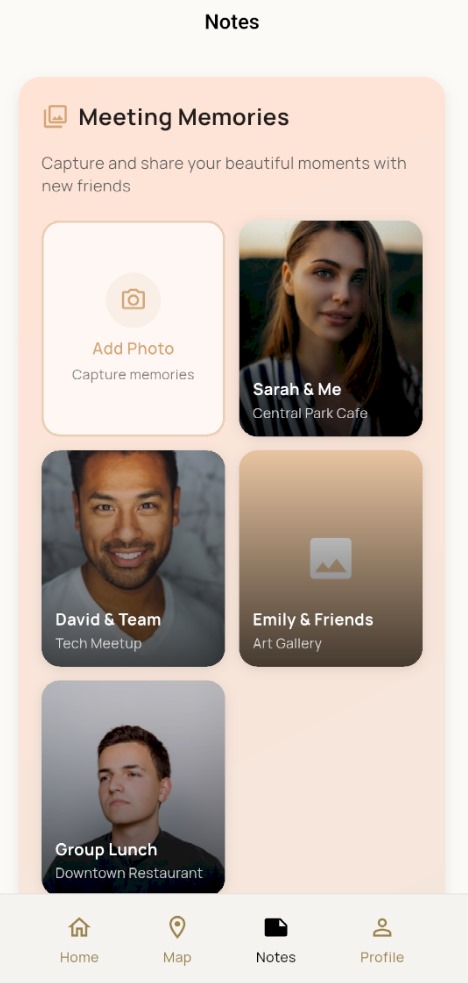 Notes
Meeting Memories
Capture and share your beautiful moments with
new friends
Add Photo
Capture memories
Sarah & Me
Central Park Cafe
David & Team
Tech Meetup
Emily & Friends
Art Gallery
Group Lunch
Downtown Restaurant
Home
Map
Notes
Profile